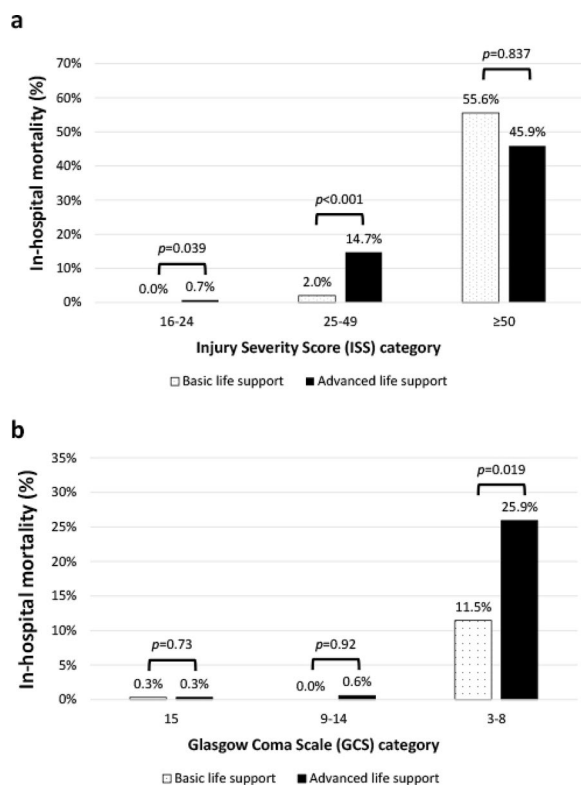 a
In-hospital mortality (%)
70%
60%
50%
40%
30%
20%
10%
0%
p=0.039
0.0%
0.7%
p<0.001
2.0%
14.7%
p=0.837
55.6%
45.9%
16-24
25-49
≥50
Injury Severity Score (ISS) category
Basic life support
Advanced life support
b
In-hospital mortality (%)
35%
30%
25%
20%
15%
10%
5%
0%
p=0.73
0.3%
0.3%
p=0.92
0.0%
0.6%
p=0.019
11.5%
25.9%
15
9-14
3-8
Glasgow Coma Scale (GCS) category
Basic life support
Advanced life support